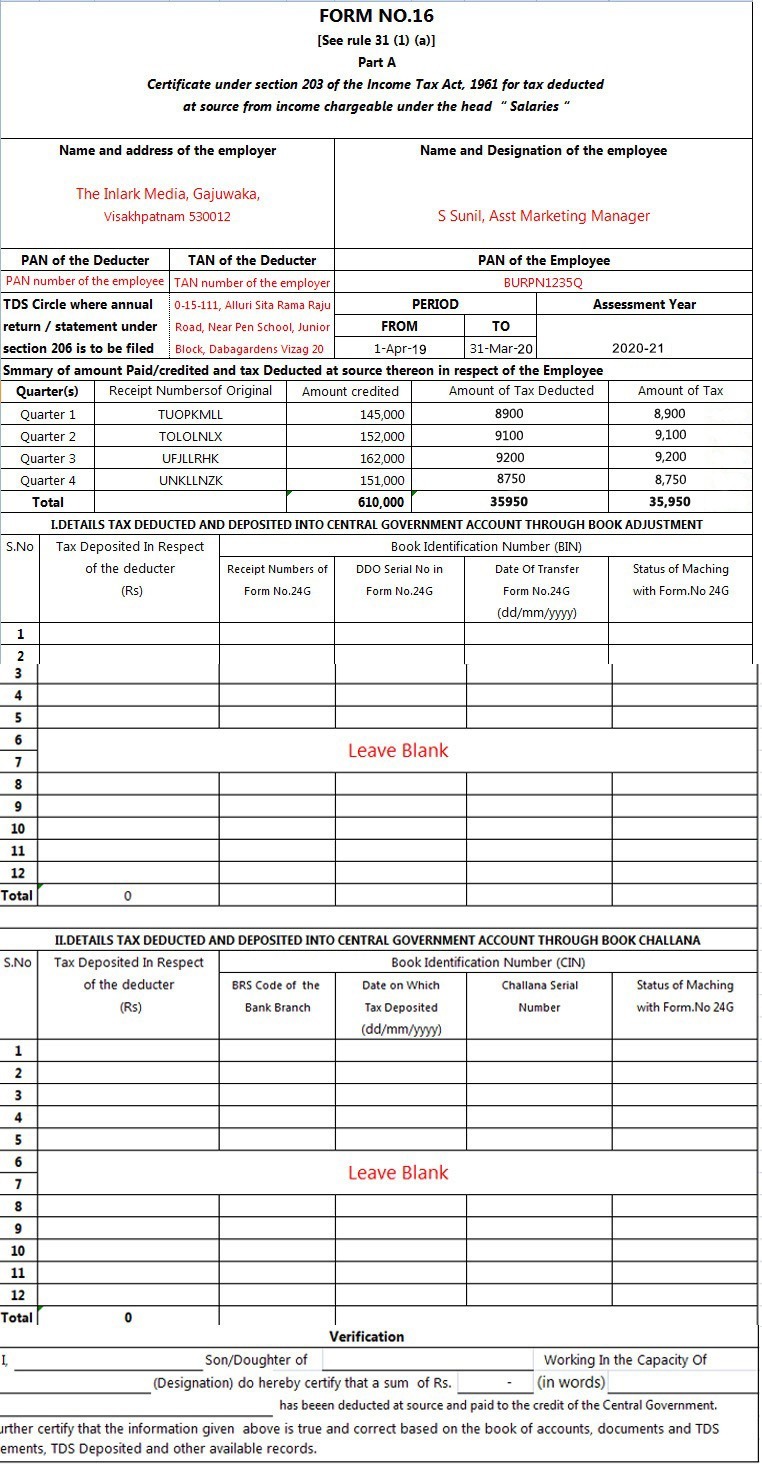 FORM NO.16
[See rule 31 (1) (a)]
Part A
Certificate under section 203 of the Income Tax Act, 1961 for tax deducted
at source from income chargeable under the head “ Salaries “
Name and address of the employer Name and Designation of the employee
The Inlark Media, Gajuwaka,
Visakhpatnam 530012 S Sunil, Asst Marketing Manager
PAN of the Deducter TAN of the Deducter PAN of the Employee
PAN number of the employee TAN number of the employer BURPN1235Q
TDS Circle where annual 0-15-111, Alluri Sita Rama Raju PERIOD Assessment Year
return / statement under Road, Near Pen School, Junior FROM TO
section 206 is to be filed Block, Dabagardens Vizag 20 1-Apr-19 31-Mar-20 2020-21
Smmary of amount Paid/credited and tax Deducted at source thereon in respect of the Employee
Quarter(s) Receipt Numbersof Original Amount credited Amount of Tax Deducted Amount of Tax
Quarter 1 TUOPKMLL 145,000 8900 8,900
Quarter 2 TOLOLNLX 152,000 9100 9,100
Quarter 3 UFJLLRHK 162,000 9200 9,200
Quarter 4 UNKLLNZK 151,000 8750 8,750
Total 610,000 35950 35,950
I.DETAILS TAX DEDUCTED AND DEPOSITED INTO CENTRAL GOVERNMENT ACCOUNT THROUGH BOOK ADJUSTMENT
S.No Tax Deposited In Respect Book Identification Number (BIN)
of the deducter Receipt Numbers of DDO Serial No in Date Of Transfer Status of Maching
(Rs) Form No.24G Form No.24G Form No.24G with Form.No 24G
(dd/mm/yyyy)
1
2
3
4
5
6
Leave Blank
7
8
9
10
11
12
Total 0
II.DETAILS TAX DEDUCTED AND DEPOSITED INTO CENTRAL GOVERNMENT ACCOUNT THROUGH BOOK CHALLANA
S.No Tax Deposited In Respect Book Identification Number (CIN)
of the deducter BRS Code of the Date on Which Challana Serial Status of Maching
(Rs) Bank Branch Tax Deposited Number with Form.No 24G
(dd/mm/yyyy)
1
2
3
4
5
6
Leave Blank
7
8
9
10
11
12
Total 0
Verification
I, Son/Doughter of Working In the Capacity Of
(Designation) do hereby certify that a sum of Rs. - (in words)
has beeen deducted at source and paid to the credit of the Central Government.
urther certify that the information given above is true and correct based on the book of accounts, documents and TDS
ements, TDS Deposited and other available records.